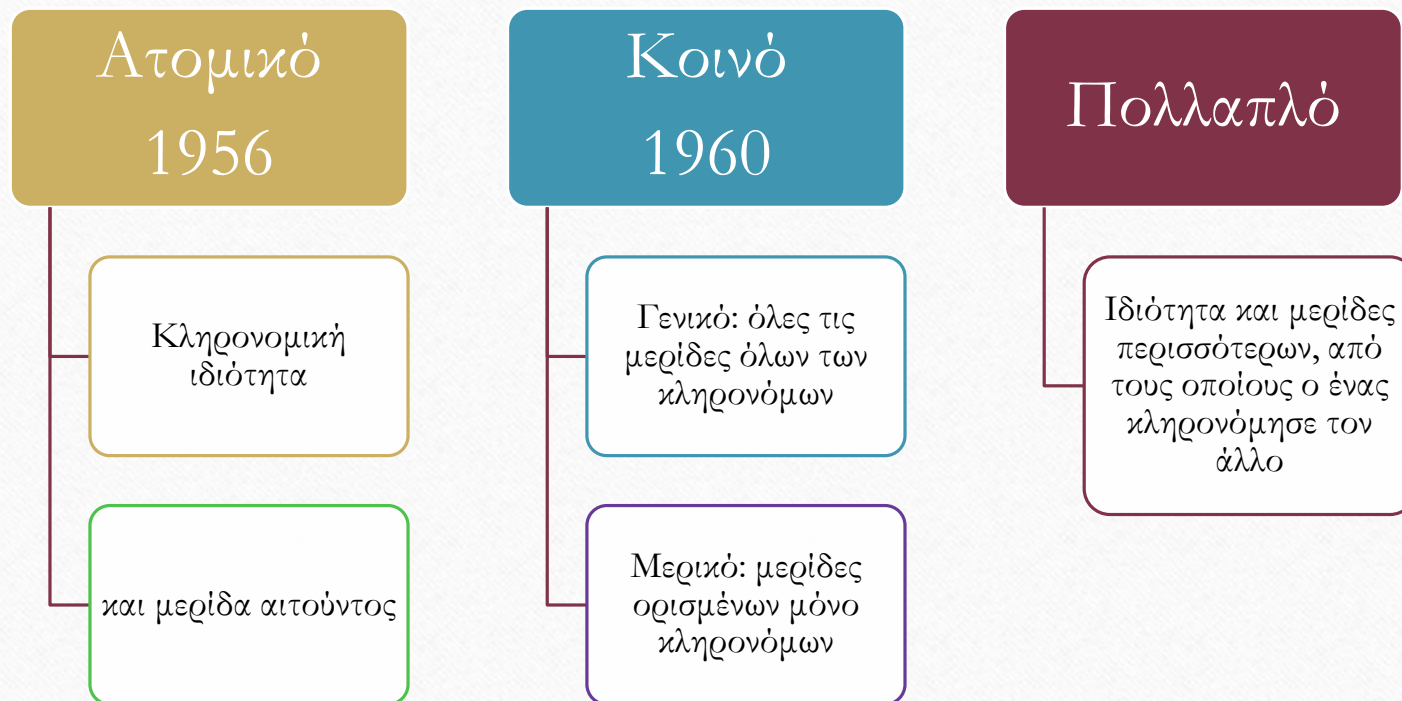 Ατομικό
1956
Κληρονομική
ιδιότητα
και μερίδα αιτούντος
Κοινό
1960
Γενικό: όλες τις
μερίδες όλων των
κληρονόμων
Μερικό: μερίδες
ορισμένων μόνο
κληρονόμων
Πολλαπλό
Ιδιότητα και μερίδες
περισσότερων, από
τους οποίους ο ένας
κληρονόμησε τον
άλλο